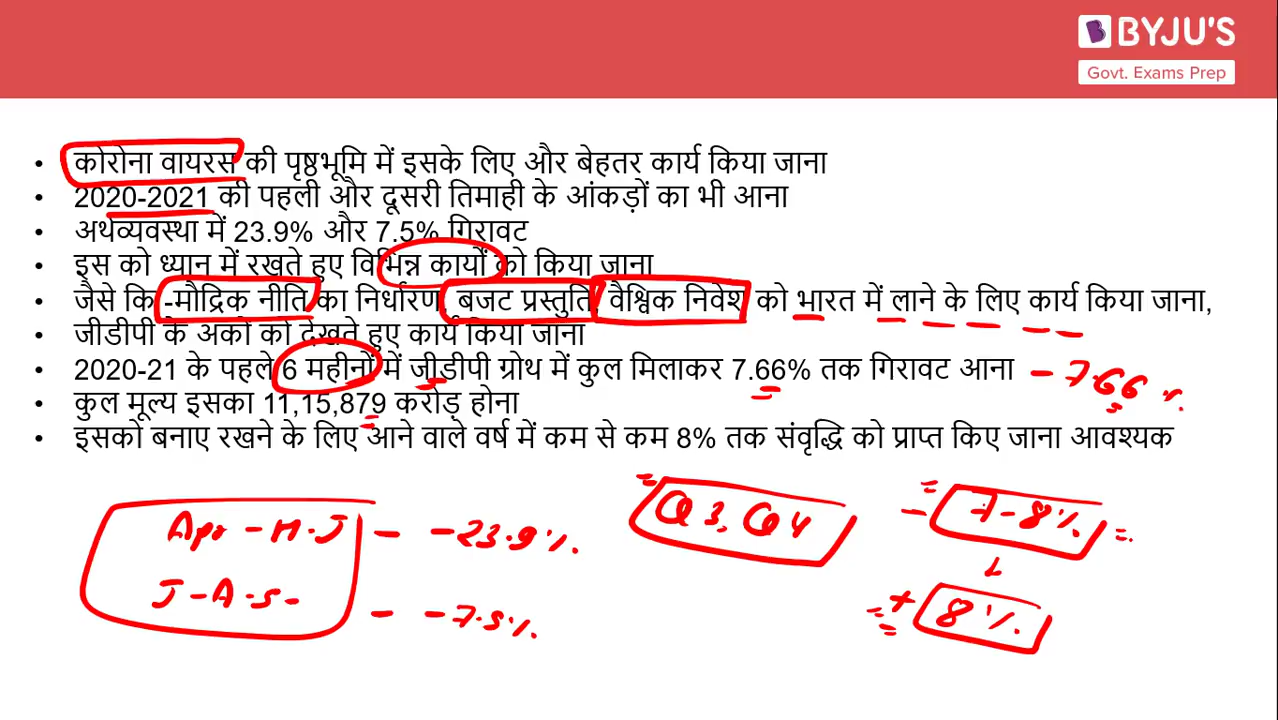 BYJU'S
Govt. Exams Prep
• कोरोना वायरस की पृष्ठभूमि में इसके लिए और बेहतर कार्य किया जाना
• 2020-2021 की पहली और दूसरी तिमाही के आंकड़ों का भी आना
• अर्थव्यवस्था में 23.9% और 7.5% गिरावट
• इस को ध्यान में रखते हुए विभिन्न कार्यों को किया जाना
• जैसे कि -मौद्रिक नीति का निर्धारण, बजट प्रस्तुति, वैश्विक निवेश को भारत में लाने के लिए कार्य किया जाना,
• जीडीपी के अंकों को देखते हुए कार्य किया जाना
• 2020-21 के पहले 6 महीनों में जीडीपी ग्रोथ में कुल मिलाकर 7.66% तक गिरावट आना - 7.66 %.
• कुल मूल्य इसका 11,15,879 करोड़ होना
• इसको बनाए रखने के लिए आने वाले वर्ष में कम से कम 8% तक संवृद्धि को प्राप्त किए जाना आवश्यक
Apr - M - J - -23.9%.
Q3, Q4
7-8%.
J - A - S - - -7.5%.
+ 8%.